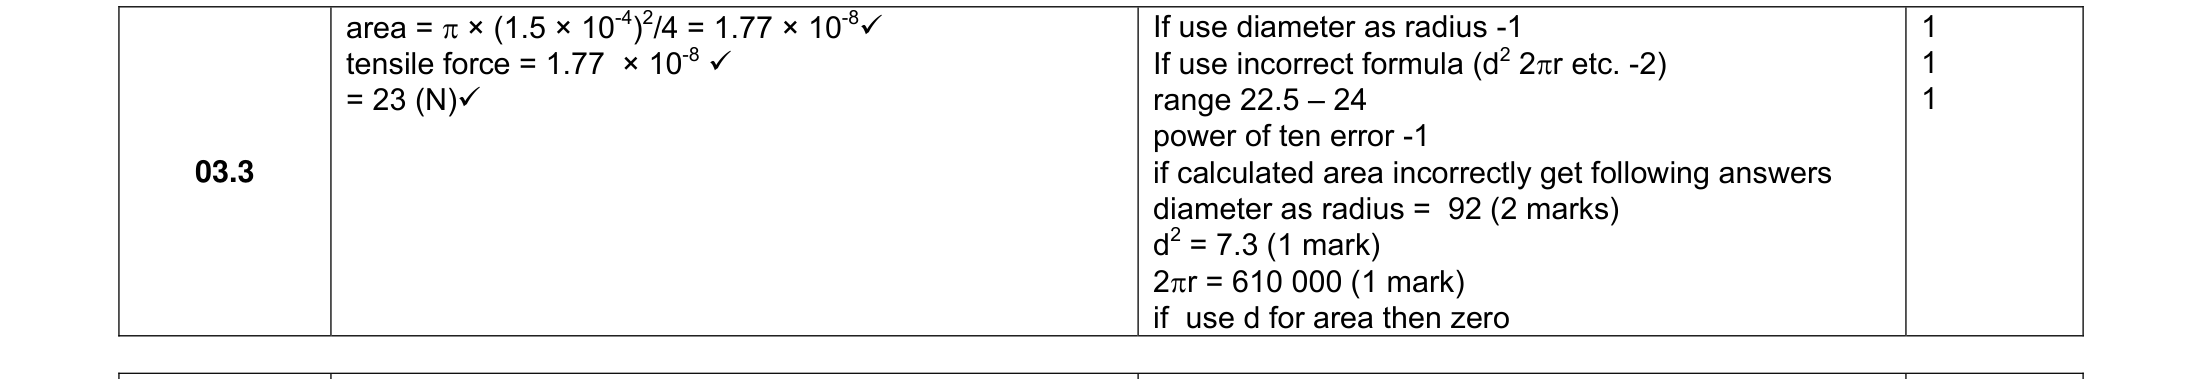 03.3
area = π × (1.5 × 10⁻⁴)²/4 = 1.77 × 10⁻⁸✓
tensile force = 1.77 × 10⁻⁸ ✓
= 23 (N)✓
If use diameter as radius -1
If use incorrect formula (d² 2πr etc. -2)
range 22.5 – 24
power of ten error -1
if calculated area incorrectly get following answers
diameter as radius = 92 (2 marks)
d² = 7.3 (1 mark)
2πr = 610 000 (1 mark)
if use d for area then zero
1
1
1